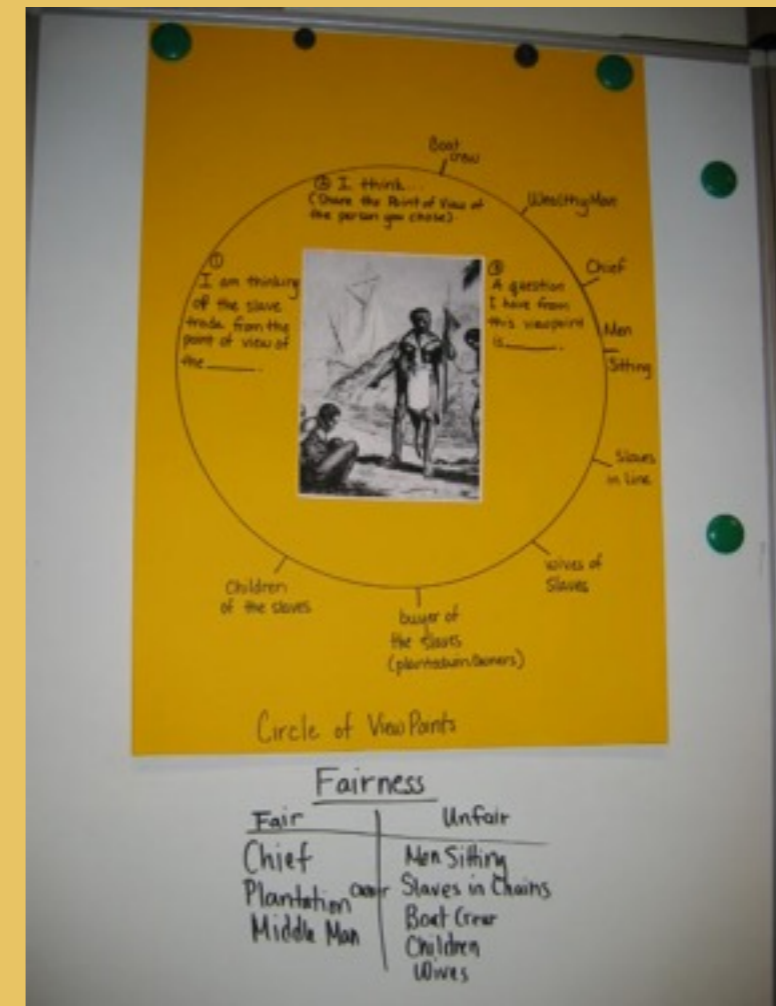 Boat
crew
Wealthy Man
Chief
Men
Sitting
Slaves
in Line
wives of
Slaves
buyer of
the slaves
(plantation owners)
Children
of the slaves
①
I am thinking
of the slave
trade from the
point of view of
the ______.
② I think...
(Share the Point of View of
the person you chose)
③
A question
I have from
this viewpoint
is______.
Circle of View Points
Fairness
Fair
Unfair
Chief
Plantation owner
Middle Man
Men Sitting
Slaves in Chains
Boat Crew
Children
Wives